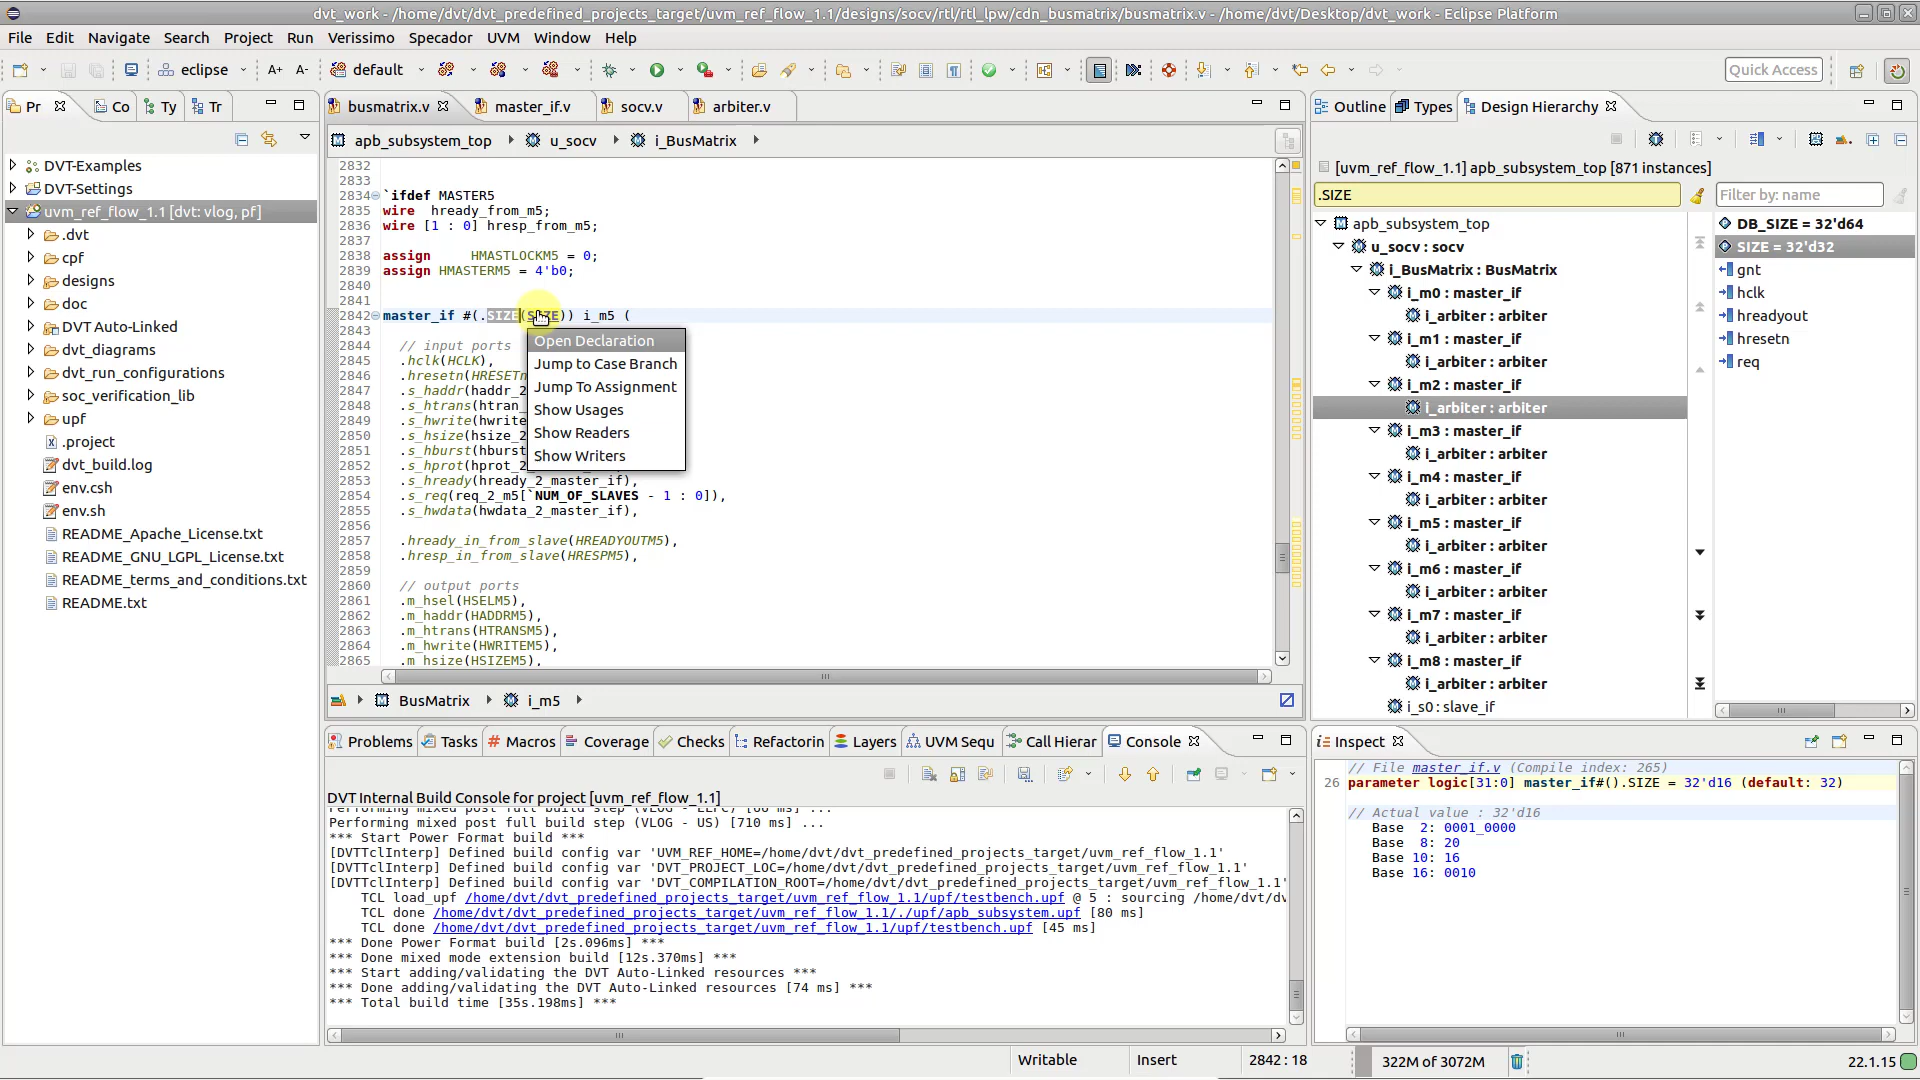 dvt_work - /home/dvt/dvt_predefined_projects_target/uvm_ref_flow_1.1/designs/socv/rtl/rtl_lpw/cdn_busmatrix/busmatrix.v - /home/dvt/Desktop/dvt_work - Eclipse Platform
File Edit Navigate Search Project Run Verissimo Specador UVM Window Help
eclipse A+ A- default Quick Access
Pr Co Ty Tr
DVT-Examples
DVT-Settings
uvm_ref_flow_1.1 [dvt: vlog, pf]
.dvt
cpf
designs
doc
DVT Auto-Linked
dvt_diagrams
dvt_run_configurations
soc_verification_lib
upf
.project
dvt_build.log
env.csh
env.sh
README_Apache_License.txt
README_GNU_LGPL_License.txt
README_terms_and_conditions.txt
README.txt
busmatrix.v master_if.v socv.v arbiter.v
apb_subsystem_top u_socv i_BusMatrix
2832
2833
2834 `ifdef MASTER5
2835 wire hready_from_m5;
2836 wire [1 : 0] hresp_from_m5;
2837
2838 assign HMASTLOCKM5 = 0;
2839 assign HMASTERM5 = 4'b0;
2840
2841
2842 master_if #(.SIZE(SIZE)) i_m5 (
2843
2844 // input ports
2845 .hclk(HCLK),
2846 .hresetn(HRESETn
2847 .s_haddr(haddr_2
2848 .s_htrans(htran_
2849 .s_hwrite(hwrite
2850 .s_hsize(hsize_2
2851 .s_hburst(hburst
2852 .s_hprot(hprot_2
2853 .s_hready(hready_2_master_if),
2854 .s_req(req_2_m5[`NUM_OF_SLAVES - 1 : 0]),
2855 .s_hwdata(hwdata_2_master_if),
2856
2857 .hready_in_from_slave(HREADYOUTM5),
2858 .hresp_in_from_slave(HRESPM5),
2859
2860 // output ports
2861 .m_hsel(HSELM5),
2862 .m_haddr(HADDRM5),
2863 .m_htrans(HTRANSM5),
2864 .m_hwrite(HWRITEM5),
2865 .m_hsize(HSIZEM5),
Open Declaration
Jump to Case Branch
Jump To Assignment
Show Usages
Show Readers
Show Writers
BusMatrix i_m5
Outline Types Design Hierarchy
[uvm_ref_flow_1.1] apb_subsystem_top [871 instances]
.SIZE
apb_subsystem_top
u_socv : socv
i_BusMatrix : BusMatrix
i_m0 : master_if
i_arbiter : arbiter
i_m1 : master_if
i_arbiter : arbiter
i_m2 : master_if
i_arbiter : arbiter
i_m3 : master_if
i_arbiter : arbiter
i_m4 : master_if
i_arbiter : arbiter
i_m5 : master_if
i_arbiter : arbiter
i_m6 : master_if
i_arbiter : arbiter
i_m7 : master_if
i_arbiter : arbiter
i_m8 : master_if
i_arbiter : arbiter
i_s0 : slave_if
Filter by: name
DB_SIZE = 32'd64
SIZE = 32'd32
gnt
hclk
hreadyout
hresetn
req
Problems Tasks Macros Coverage Checks Refactorin Layers UVM Sequ Call Hierar Console
DVT Internal Build Console for project [uvm_ref_flow_1.1]
Performing mixed post full build step (VLOG - US) [710 ms] ...
*** Start Power Format build ***
[DVTTclInterp] Defined build config var 'UVM_REF_HOME=/home/dvt/dvt_predefined_projects_target/uvm_ref_flow_1.1'
[DVTTclInterp] Defined build config var 'DVT_PROJECT_LOC=/home/dvt/dvt_predefined_projects_target/uvm_ref_flow_1.1'
[DVTTclInterp] Defined build config var 'DVT_COMPILATION_ROOT=/home/dvt/dvt_predefined_projects_target/uvm_ref_flow_1.1'
TCL load_upf /home/dvt/dvt_predefined_projects_target/uvm_ref_flow_1.1/upf/testbench.upf @ 5 : sourcing /home/dvt/dv
TCL done /home/dvt/dvt_predefined_projects_target/uvm_ref_flow_1.1/./upf/apb_subsystem.upf [80 ms]
TCL done /home/dvt/dvt_predefined_projects_target/uvm_ref_flow_1.1/upf/testbench.upf [45 ms]
*** Done Power Format build [2s.096ms] ***
*** Done mixed mode extension build [12s.370ms] ***
*** Start adding/validating the DVT Auto-Linked resources ***
*** Done adding/validating the DVT Auto-Linked resources [74 ms] ***
*** Total build time [35s.198ms] ***
Inspect
// File master_if.v (Compile index: 265)
26 parameter logic[31:0] master_if#().SIZE = 32'd16 (default: 32)
// Actual value : 32'd16
Base 2: 0001_0000
Base 8: 20
Base 10: 16
Base 16: 0010
Writable Insert 2842 : 18 322M of 3072M 22.1.15